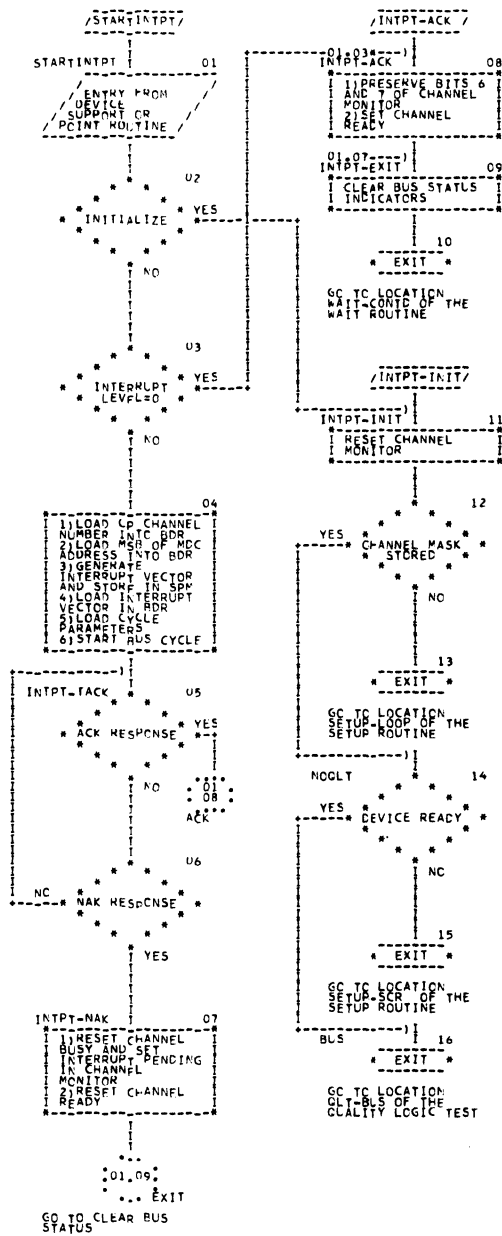 /STARTINTPT/
STARTINTPT 01
ENTRY FROM
DEVICE
SUPPORT OR
POINT ROUTINE
02
INITIALIZE
YES
NO
03
INTERRUPT
LEVEL=0
YES
NO
04
1)LOAD CP CHANNEL
NUMBER INTO BDR
2)LOAD MSB OF MDC
ADDRESS INTO BDR
3)GENERATE
INTERRUPT VECTOR
AND STORE IN SPM
4)LOAD INTERRUPT
VECTOR IN BDR
5)LOAD CYCLE
PARAMETERS
6)START BUS CYCLE
INTPT-TACK 05
ACK RESPONSE
YES
NO
01
08
ACK
06
NAK RESPONSE
NO
YES
INTPT-NAK 07
1)RESET CHANNEL
BUSY AND SET
INTERRUPT PENDING
IN CHANNEL
MONITOR
2)RESET CHANNEL
READY
01.09
EXIT
GO TO CLEAR BUS
STATUS
/INTPT-ACK/
01.03*----)
INTPT-ACK 08
1)PRESERVE BITS 6
AND 7 OF CHANNEL
MONITOR
2)SET CHANNEL
READY
01.07----)
INTPT-EXIT 09
CLEAR BUS STATUS
INDICATORS
10
EXIT
GO TO LOCATION
WAIT-CONTD OF THE
WAIT ROUTINE
/INTPT-INIT/
INTPT-INIT 11
RESET CHANNEL
MONITOR
12
CHANNEL MASK
STORED
YES
NO
13
EXIT
GO TO LOCATION
SETUP-LOOP OF THE
SETUP ROUTINE
NOQLT 14
DEVICE READY
YES
NO
15
EXIT
GO TO LOCATION
SETUP-SCR OF THE
SETUP ROUTINE
BUS 16
EXIT
GO TO LOCATION
QLT-BUS OF THE
QUALITY LOGIC TEST